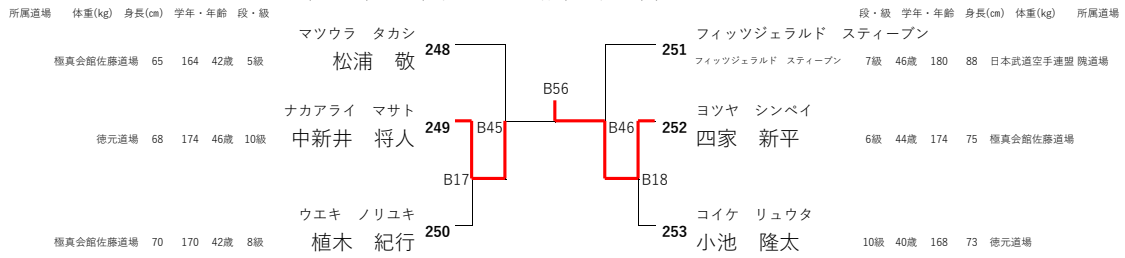 所属道場 体重(kg) 身長(cm) 学年・年齢 段・級
段・級 学年・年齢 身長(cm) 体重(kg) 所属道場
マツウラ タカシ
極真会館佐藤道場 65 164 42歳 5級 松浦 敬 248
ナカアライ マサト
徳元道場 68 174 46歳 10級 中新井 将人 249
ウエキ ノリユキ
極真会館佐藤道場 70 170 42歳 8級 植木 紀行 250
B17
B45
B56
B46
B18
フィッツジェラルド スティーブン
251 フィッツジェラルド スティーブン 7級 46歳 180 88 日本武道空手連盟 隗道場
ヨツヤ シンペイ
252 四家 新平 6級 44歳 174 75 極真会館佐藤道場
コイケ リュウタ
253 小池 隆太 10級 40歳 168 73 徳元道場